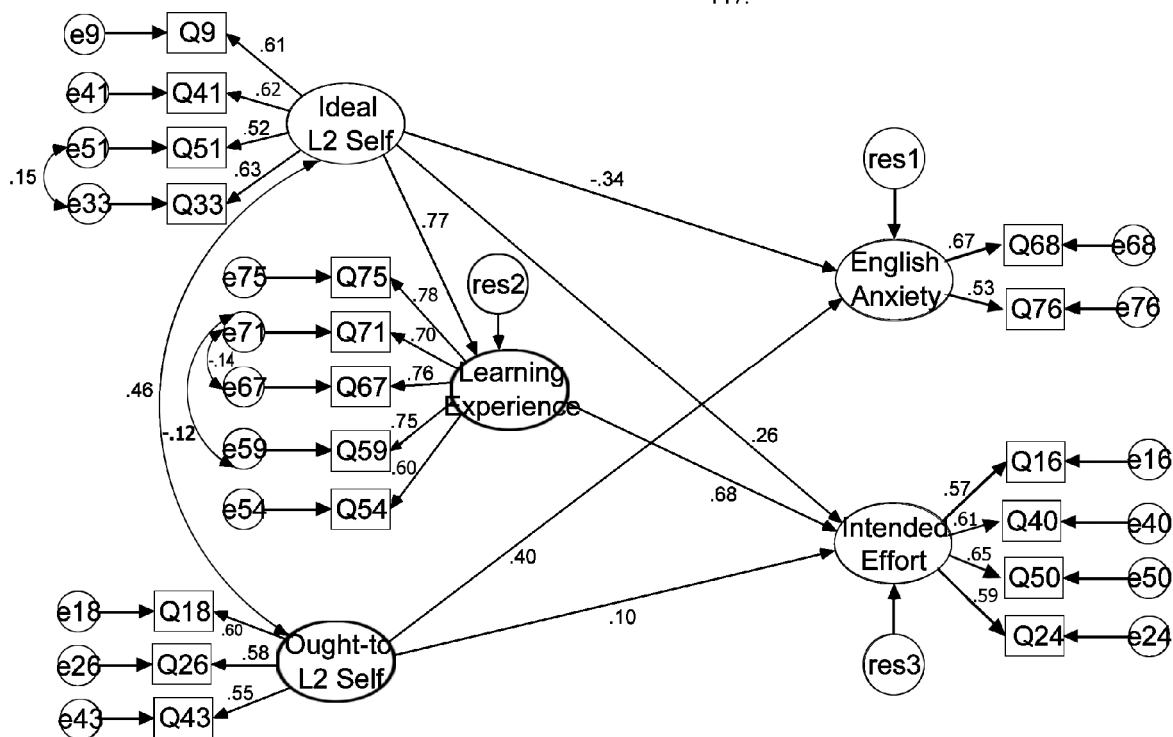 e9
Q9
.61
e41
Q41
.62
e51
Q51
.52
.15
e33
Q33
.63
Ideal
L2 Self
-.34
res1
.77
e75
Q75
.78
res2
e71
Q71
.70
-.14
e67
Q67
.76
Learning
Experience
English
Anxiety
.67
Q68
e68
.53
Q76
e76
.46
-.12
e59
Q59
.75
.60
e54
Q54
.26
.68
.57
Q16
e16
Intended
Effort
.61
Q40
e40
.65
Q50
e50
.59
Q24
e24
.40
.10
res3
e18
Q18
.60
e26
Q26
.58
e43
Q43
.55
Ought-to
L2 Self